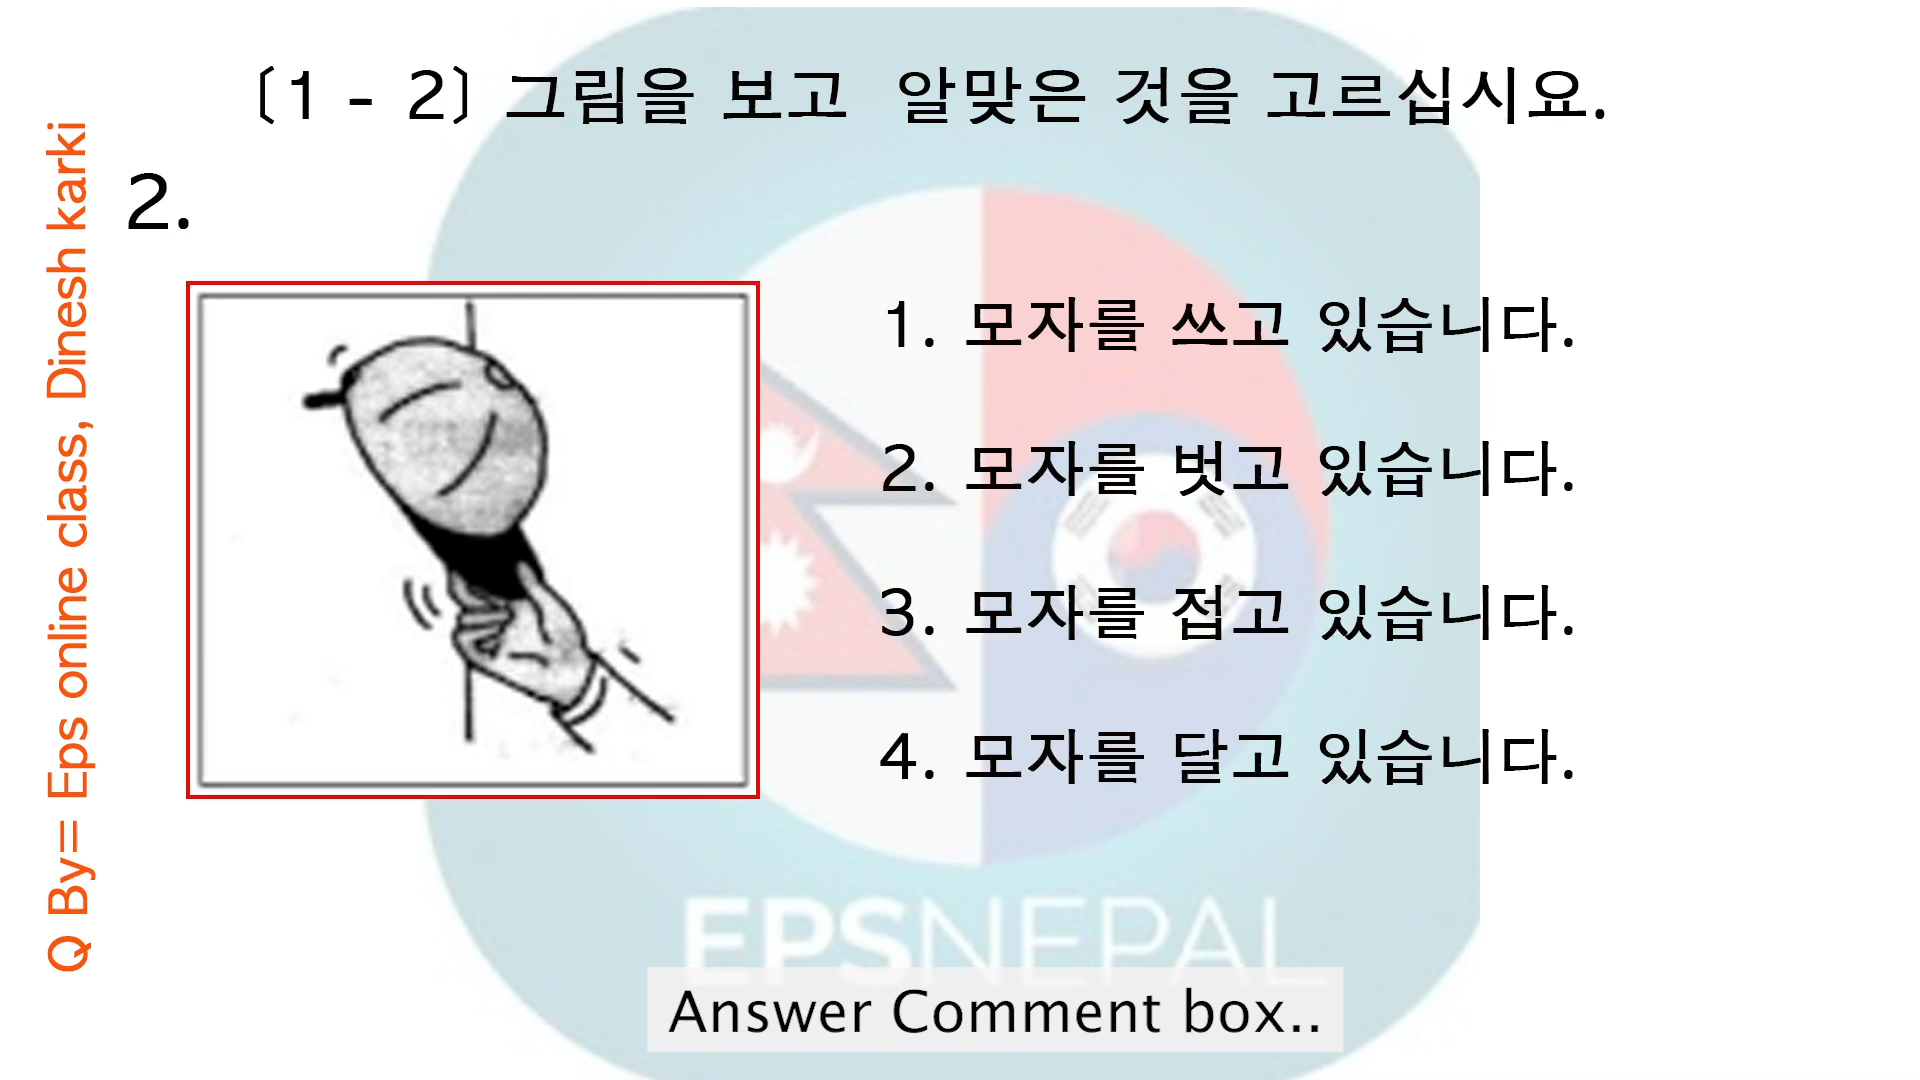 〔1 - 2〕 그림을 보고 알맞은 것을 고르십시요.
2.
1. 모자를 쓰고 있습니다.
2. 모자를 벗고 있습니다.
3. 모자를 접고 있습니다.
4. 모자를 달고 있습니다.
Q By= Eps online class, Dinesh karki
EPSNEPAL
Answer Comment box..